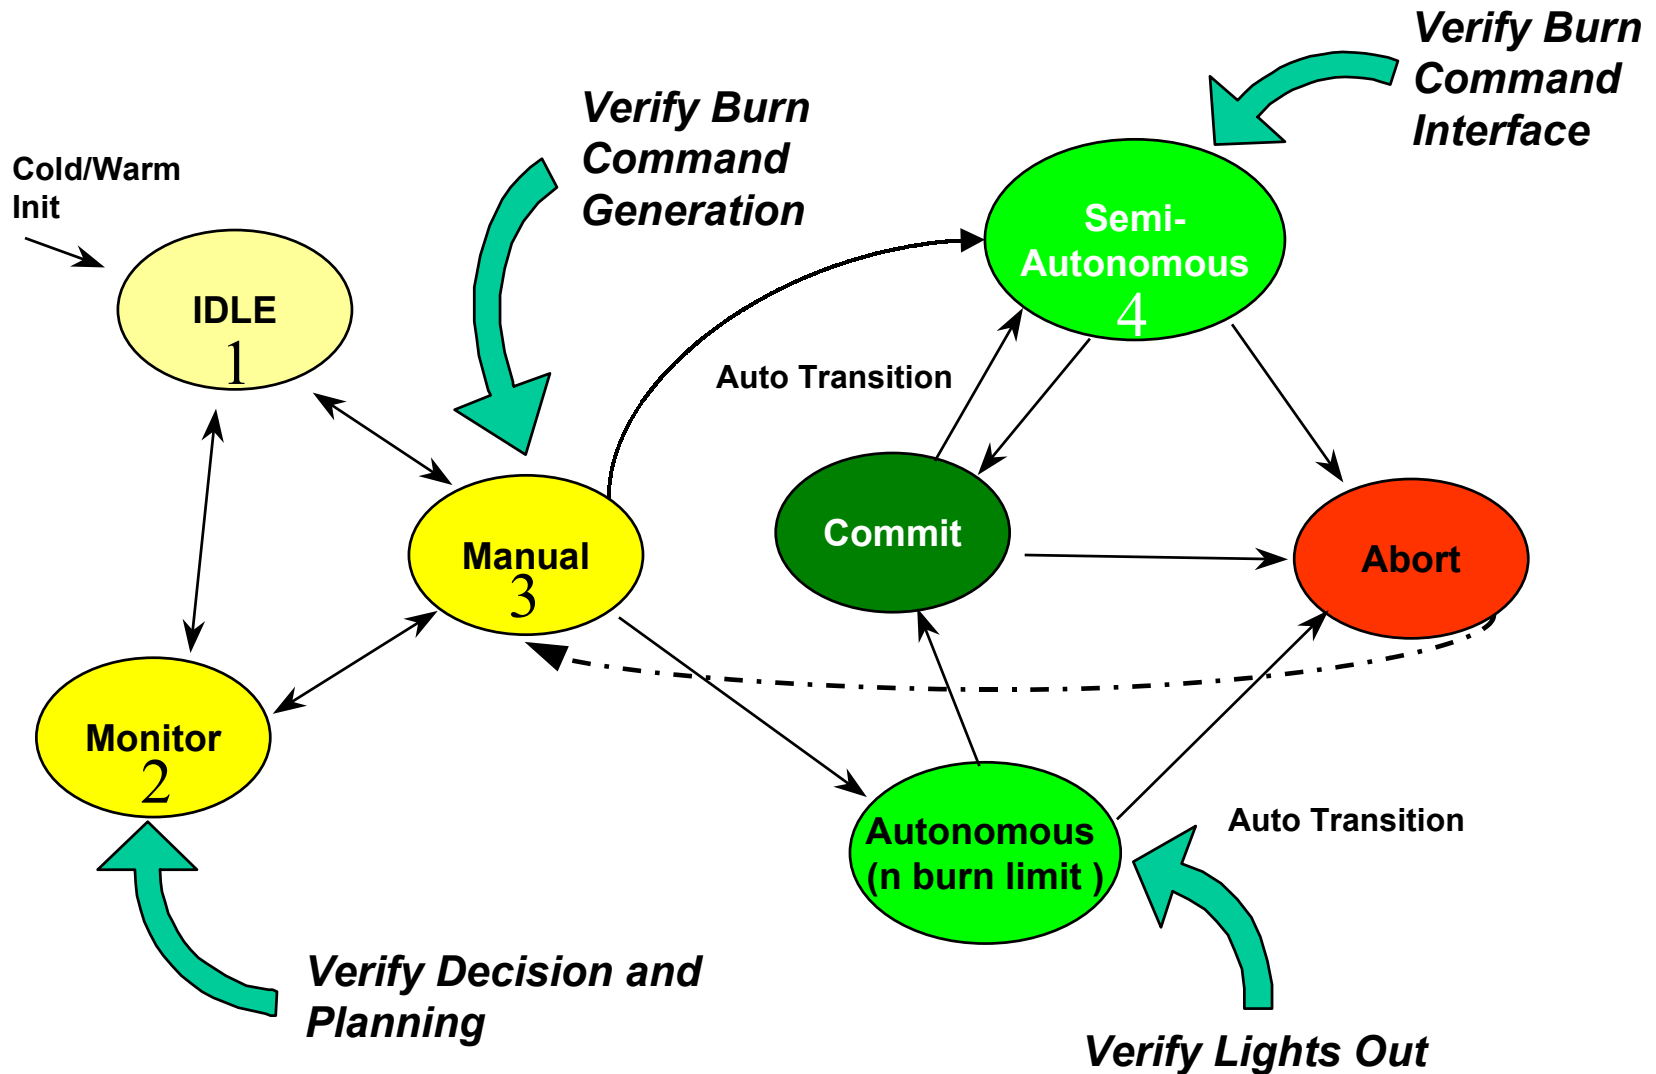 Verify Burn
Command
Interface
Verify Burn
Command
Generation
Cold/Warm
Init
Semi-
Autonomous
4
IDLE
1
Auto Transition
Commit
Manual
3
Abort
Monitor
2
Autonomous
(n burn limit )
Auto Transition
Verify Decision and
Planning
Verify Lights Out